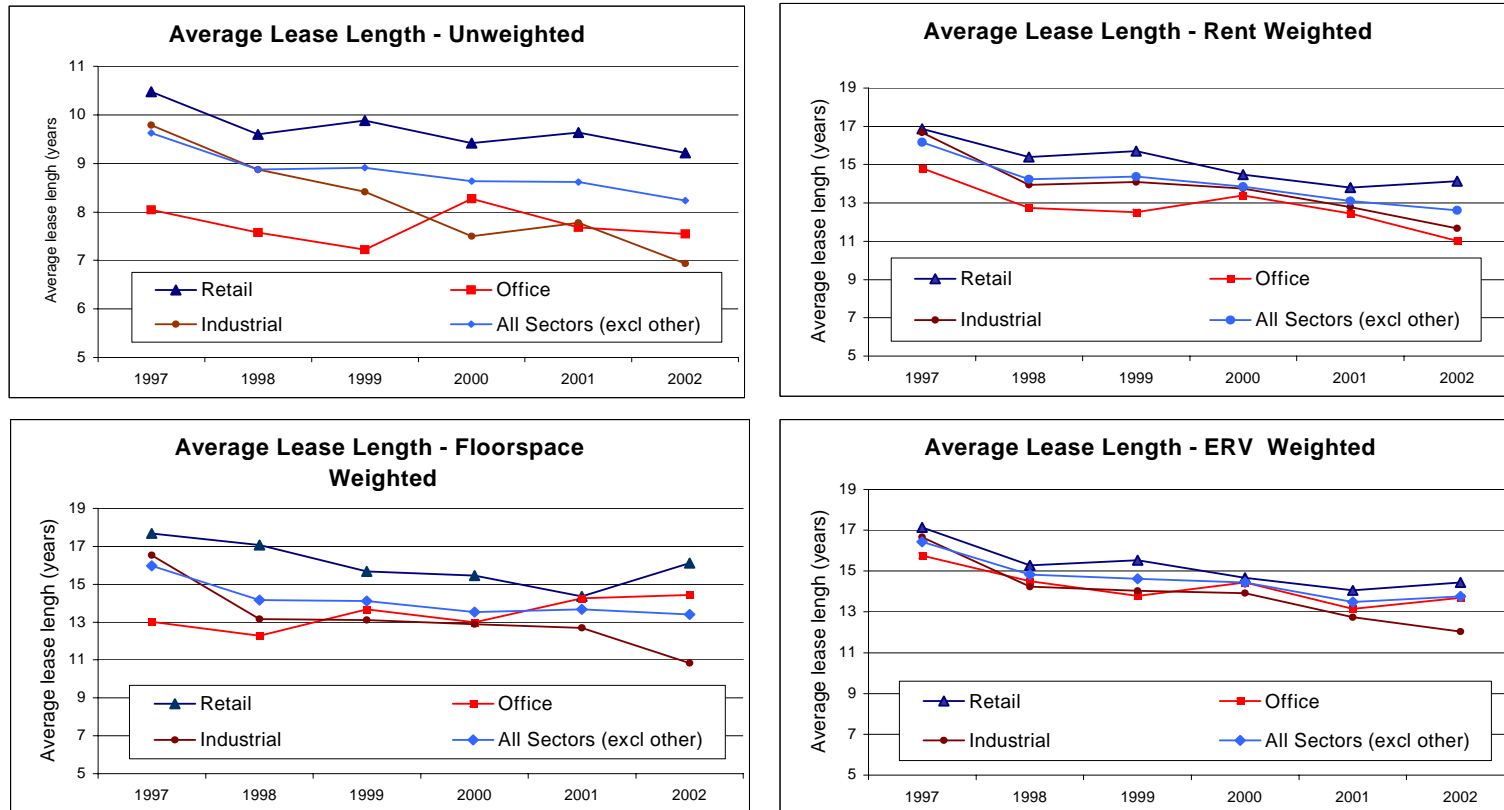 Average Lease Length - Unweighted
Average lease lengh (years
11
10
9
8
7
6
5
Retail
Office
Industrial
All Sectors (excl other)
1997 1998 1999 2000 2001 2002
Average Lease Length - Rent Weighted
Average lease lengh (years)
19
17
15
13
11
9
7
5
Retail
Office
Industrial
All Sectors (excl other)
1997 1998 1999 2000 2001 2002
Average Lease Length - Floorspace
Weighted
Average lease lengh (years)
19
17
15
13
11
9
7
5
Retail
Office
Industrial
All Sectors (excl other)
1997 1998 1999 2000 2001 2002
Average Lease Length - ERV Weighted
Average lease lengh (years)
19
17
15
13
11
9
7
5
Retail
Office
Industrial
All Sectors (excl other)
1997 1998 1999 2000 2001 2002